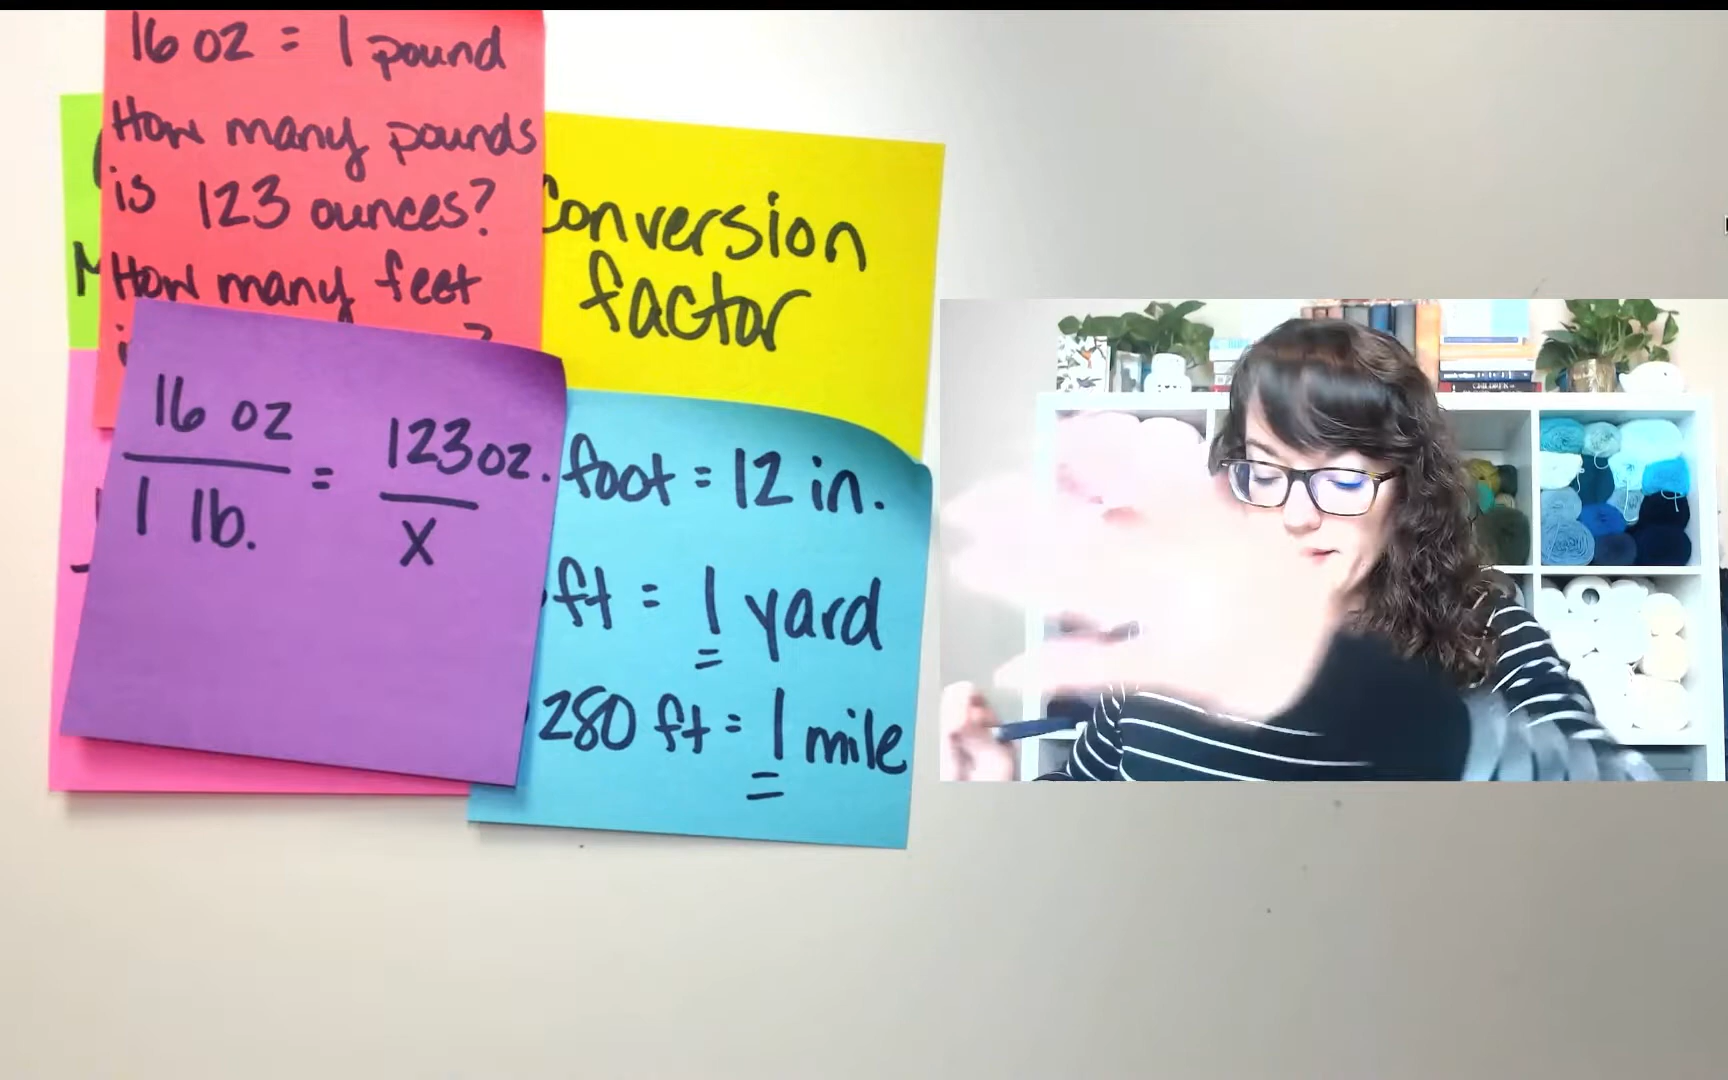 16 oz = 1 pound
How many pounds
is 123 ounces?
How many feet
?
Conversion
factor
16 oz = 123 oz.
1 lb. x
foot = 12 in.
ft = 1 yard
280 ft = 1 mile